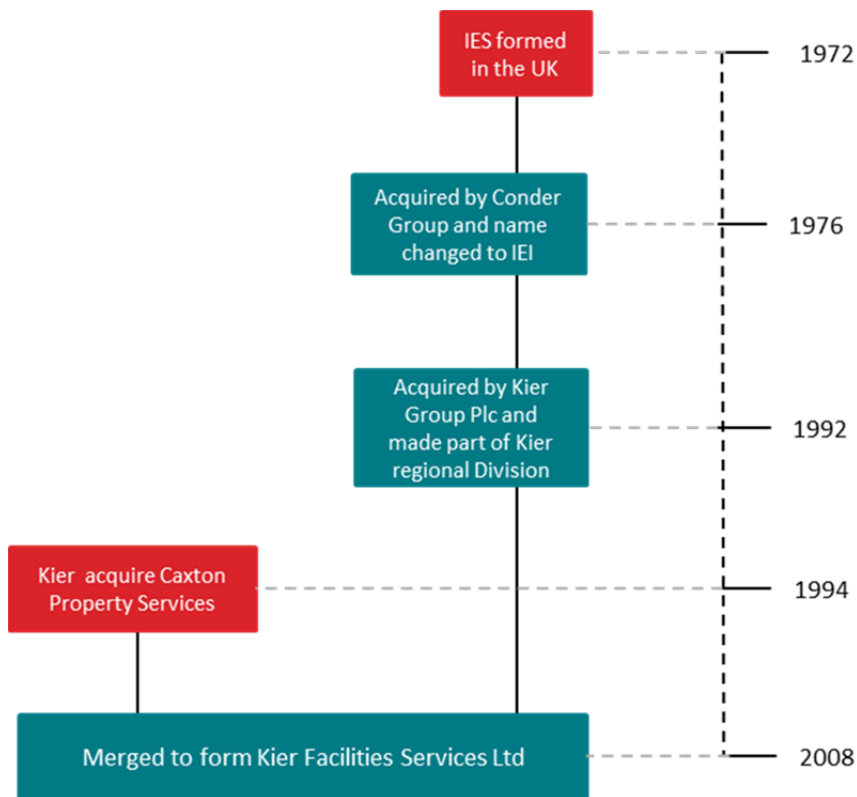 IES formed
in the UK
1972
Acquired by Conder
Group and name
changed to IEI
1976
Acquired by Kier
Group Plc and
made part of Kier
regional Division
1992
Kier acquire Caxton
Property Services
1994
Merged to form Kier Facilities Services Ltd
2008